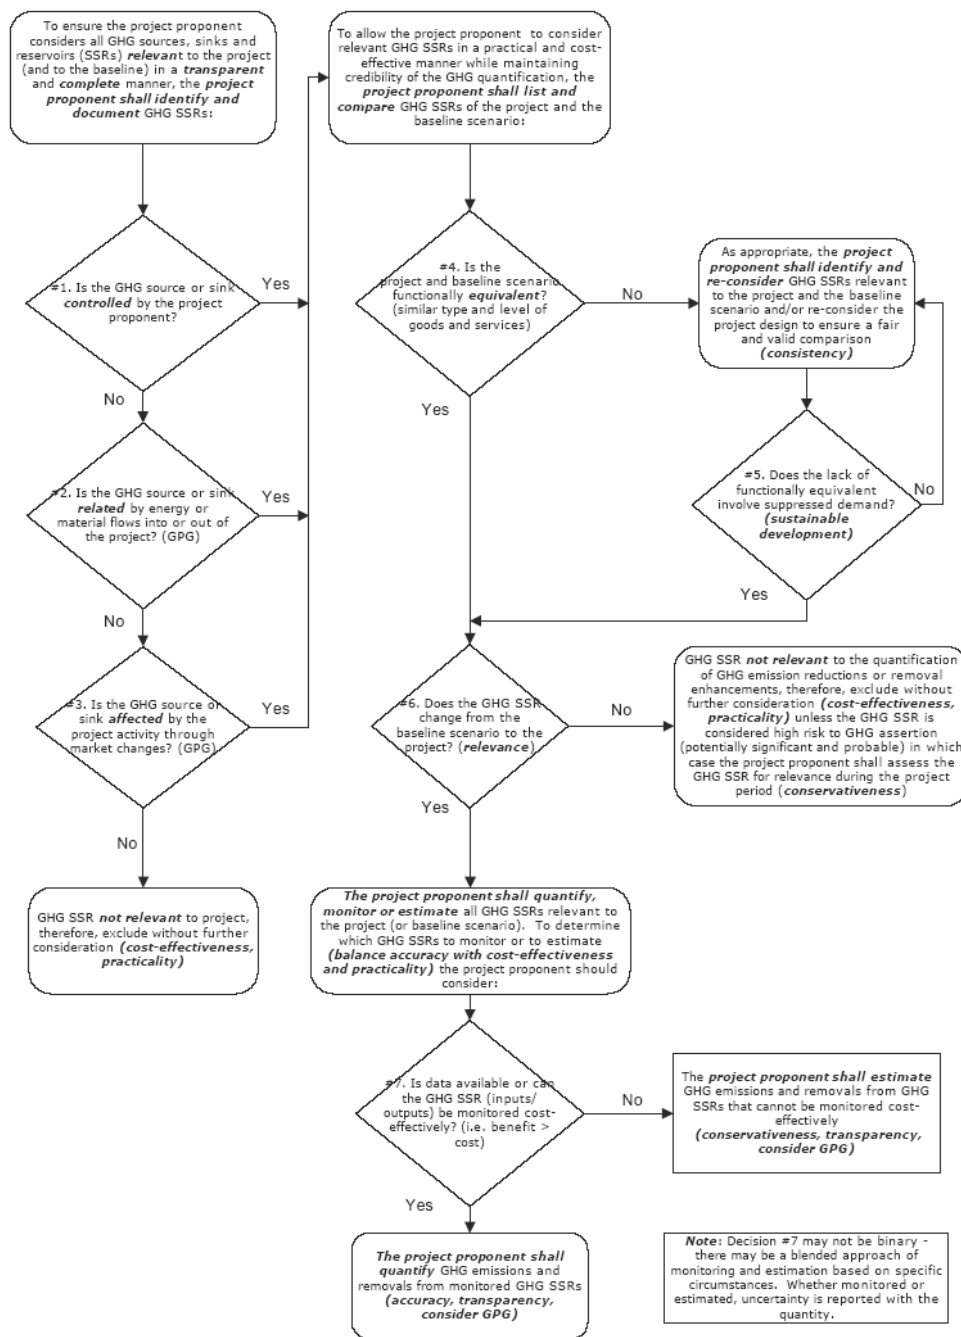 To ensure the project proponent
considers all GHG sources, sinks and
reservoirs (SSRs) relevant to the project
(and to the baseline) in a transparent
and complete manner, the project
proponent shall identify and
document GHG SSRs:
#1. Is the GHG source or sink
controlled by the project
proponent?
Yes
No
#2. Is the GHG source or sink
related by energy or
material flows into or out of
the project? (GPG)
Yes
No
#3. Is the GHG source or
sink affected by the
project activity through
market changes? (GPG)
Yes
No
GHG SSR not relevant to project,
therefore, exclude without further
consideration (cost-effectiveness,
practicality)
To allow the project proponent to consider
relevant GHG SSRs in a practical and cost-
effective manner while maintaining
credibility of the GHG quantification, the
project proponent shall list and
compare GHG SSRs of the project and the
baseline scenario:
#4. Is the
project and baseline scenario
functionally equivalent?
(similar type and level of
goods and services)
No
Yes
As appropriate, the project
proponent shall identify and
re-consider GHG SSRs relevant
to the project and the baseline
scenario and/or re-consider the
project design to ensure a fair
and valid comparison
(consistency)
#5. Does the lack of
functionally equivalent
involve suppressed demand?
(sustainable
development)
No
Yes
#6. Does the GHG SSR
change from the
baseline scenario to the
project? (relevance)
No
Yes
GHG SSR not relevant to the quantification
of GHG emission reductions or removal
enhancements, therefore, exclude without
further consideration (cost-effectiveness,
practicality) unless the GHG SSR is
considered high risk to GHG assertion
(potentially significant and probable) in which
case the project proponent shall assess the
GHG SSR for relevance during the project
period (conservativeness)
The project proponent shall quantify,
monitor or estimate all GHG SSRs relevant to
the project (or baseline scenario). To determine
which GHG SSRs to monitor or to estimate
(balance accuracy with cost-effectiveness
and practicality) the project proponent should
consider:
#7. Is data available or can
the GHG SSR (inputs/
outputs) be monitored cost-
effectively? (i.e. benefit >
cost)
No
Yes
The project proponent shall estimate
GHG emissions and removals from GHG
SSRs that cannot be monitored cost-
effectively
(conservativeness, transparency,
consider GPG)
The project proponent shall
quantify GHG emissions and
removals from monitored GHG SSRs
(accuracy, transparency,
consider GPG)
Note: Decision #7 may not be binary -
there may be a blended approach of
monitoring and estimation based on specific
circumstances. Whether monitored or
estimated, uncertainty is reported with the
quantity.